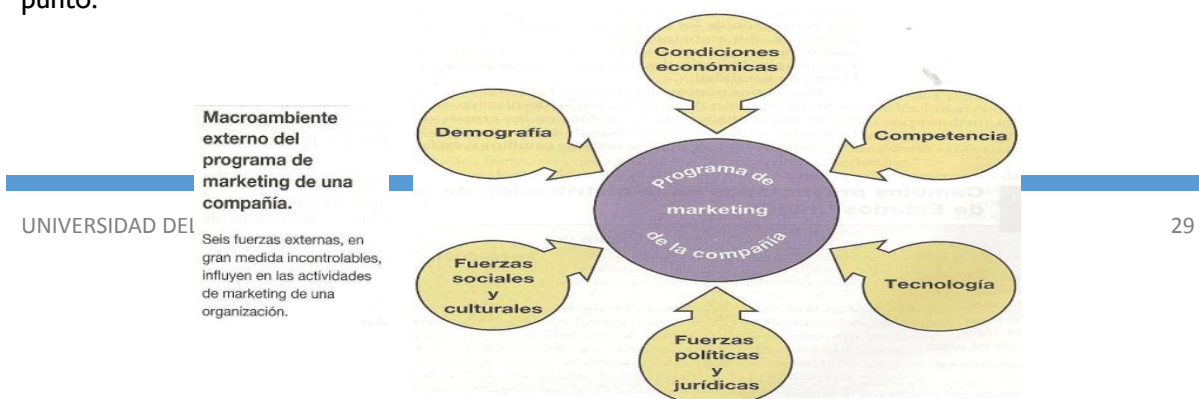 punto.
Macroambiente
externo del
programa de
marketing de una
compañía.
Seis fuerzas externas, en
gran medida incontrolables,
influyen en las actividades
de marketing de una
organización.
Condiciones
económicas
Demografía
Competencia
Programa de
marketing
de la compañía
Fuerzas
sociales
y
culturales
Tecnología
Fuerzas
políticas
y
jurídicas
UNIVERSIDAD DEL
29